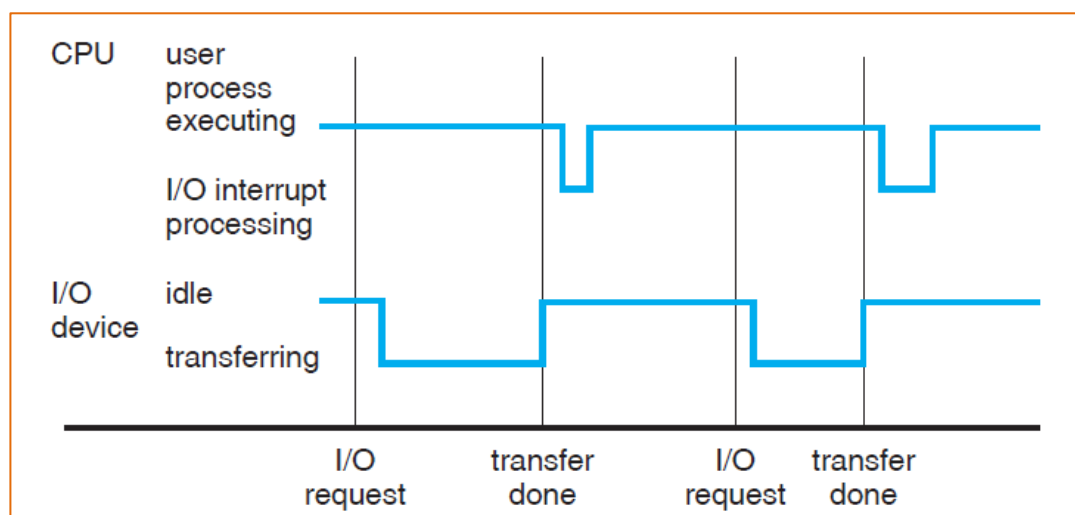 CPU user
process
executing
I/O interrupt
processing
I/O idle
device
transferring
I/O transfer I/O transfer
request done request done